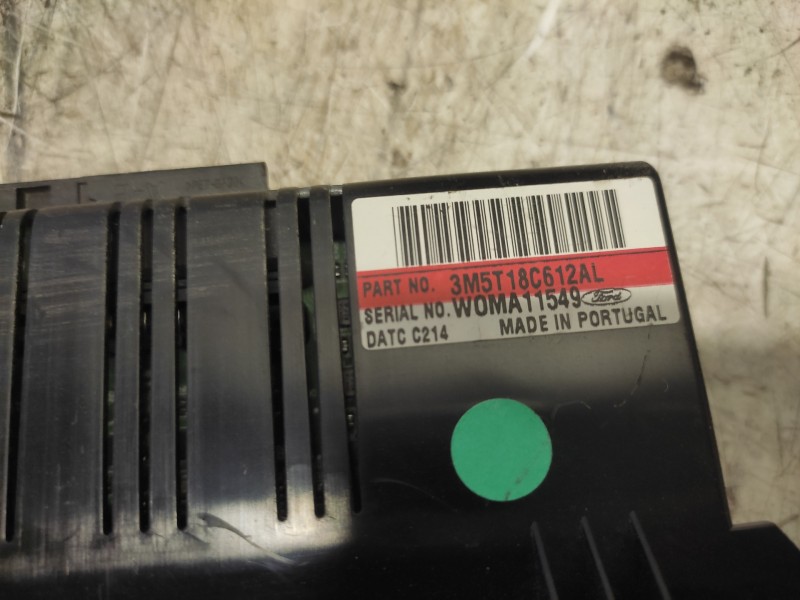 PART NO. 3M5T18C612AL
SERIAL NO. WOMA11549 Ford
DATC C214 MADE IN PORTUGAL